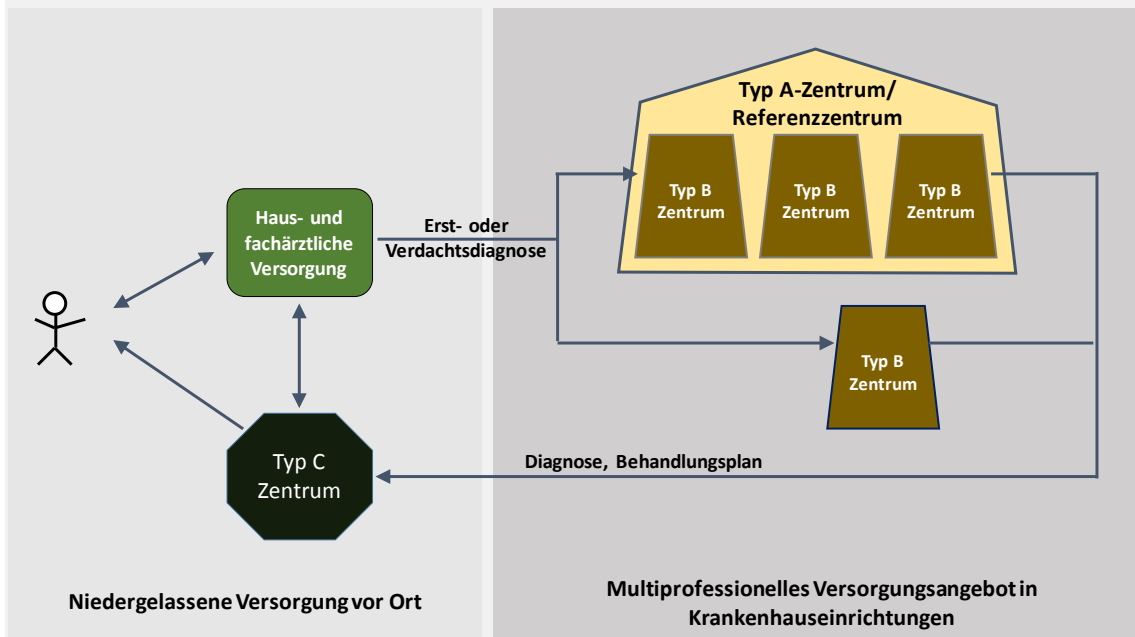 Typ A-Zentrum/
Referenzzentrum
Typ B
Zentrum
Typ B
Zentrum
Typ B
Zentrum
Haus- und
fachärztliche
Versorgung
Erst- oder
Verdachtsdiagnose
Typ B
Zentrum
Typ C
Zentrum
Diagnose, Behandlungsplan
Niedergelassene Versorgung vor Ort
Multiprofessionelles Versorgungsangebot in
Krankenhauseinrichtungen